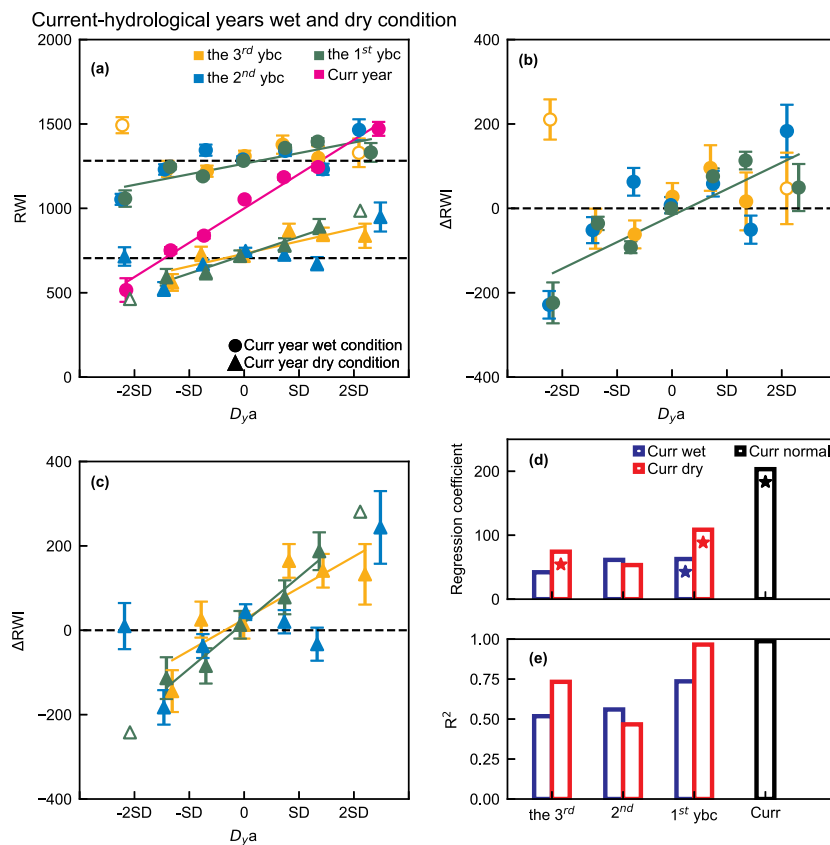 Current-hydrological years wet and dry condition
(a)
the 3rd ybc
the 1st ybc
the 2nd ybc
Curr year
2000
1500
1000
500
0
RWI
Curr year wet condition
Curr year dry condition
-2SD -SD 0 SD 2SD
Dya
(b)
400
200
0
-200
-400
ΔRWI
-2SD -SD 0 SD 2SD
Dya
(c)
400
200
0
-200
-400
ΔRWI
-2SD -SD 0 SD 2SD
Dya
(d)
Curr wet
Curr normal
Curr dry
200
100
0
Regression coefficient
(e)
1.00
0.75
0.50
0.25
0.00
R2
the 3rd 2nd 1st ybc Curr